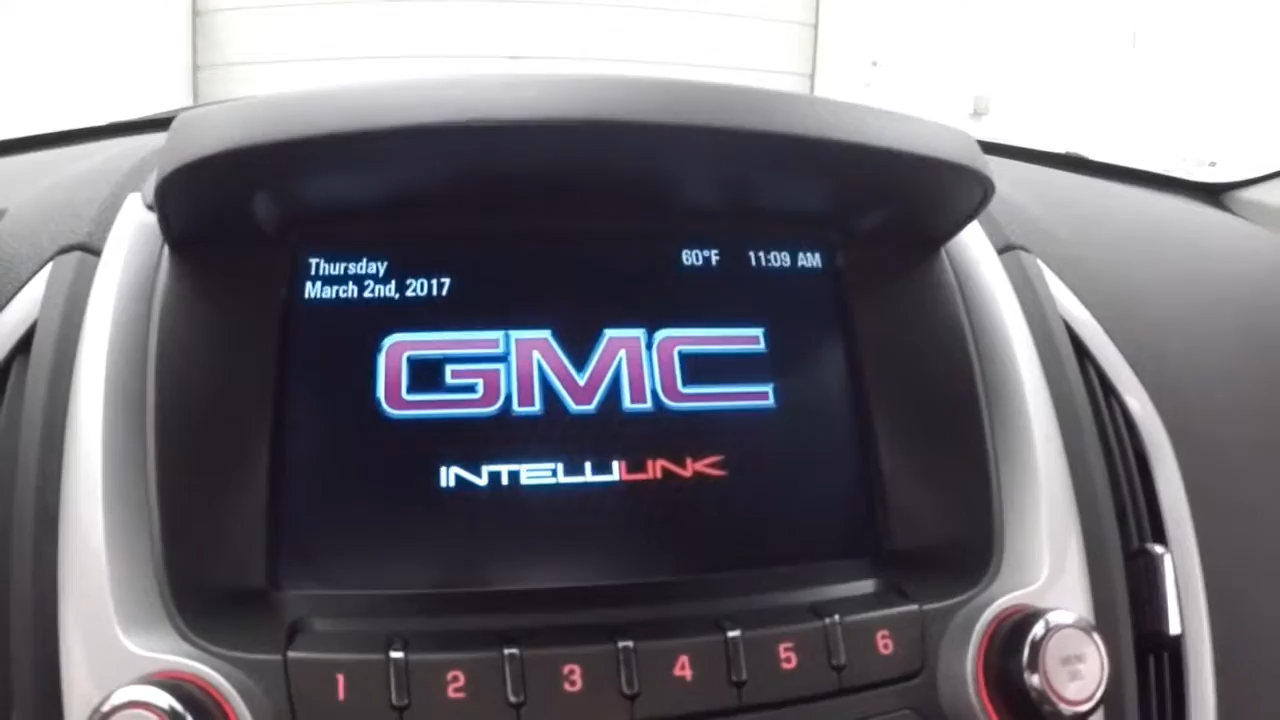 Thursday
60°F 11:09 AM
March 2nd, 2017
GMC
INTELLILINK
1 2 3 4 5 6